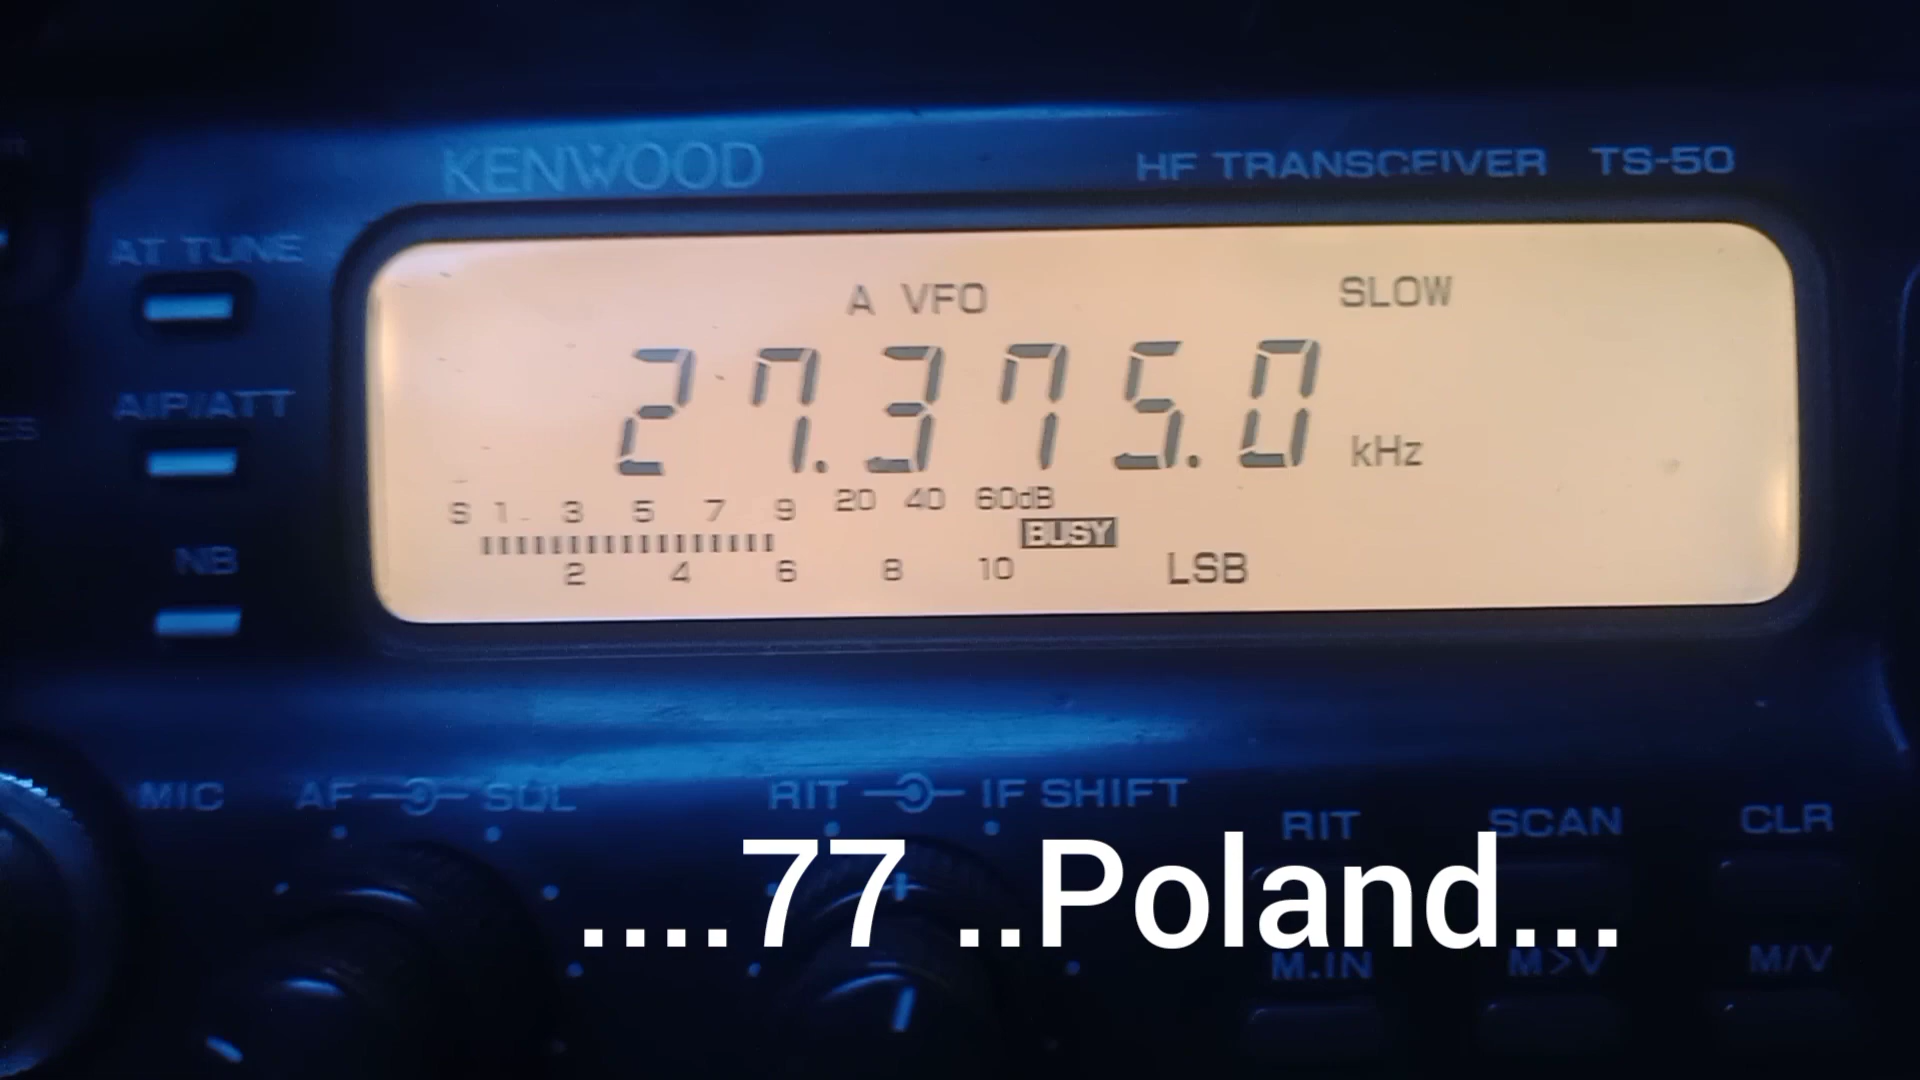 KENWOOD
HF TRANSCEIVER TS-50
AT TUNE
A VFO
SLOW
27.375.0 kHz
AIP/ATT
S 1 3 5 7 9 20 40 60dB
BUSY
NB
2 4 6 8 10
LSB
MIC
AF
SQL
RIT
IF SHIFT
RIT
SCAN
CLR
....77 ..Poland...
M.IN
M>V
M/V